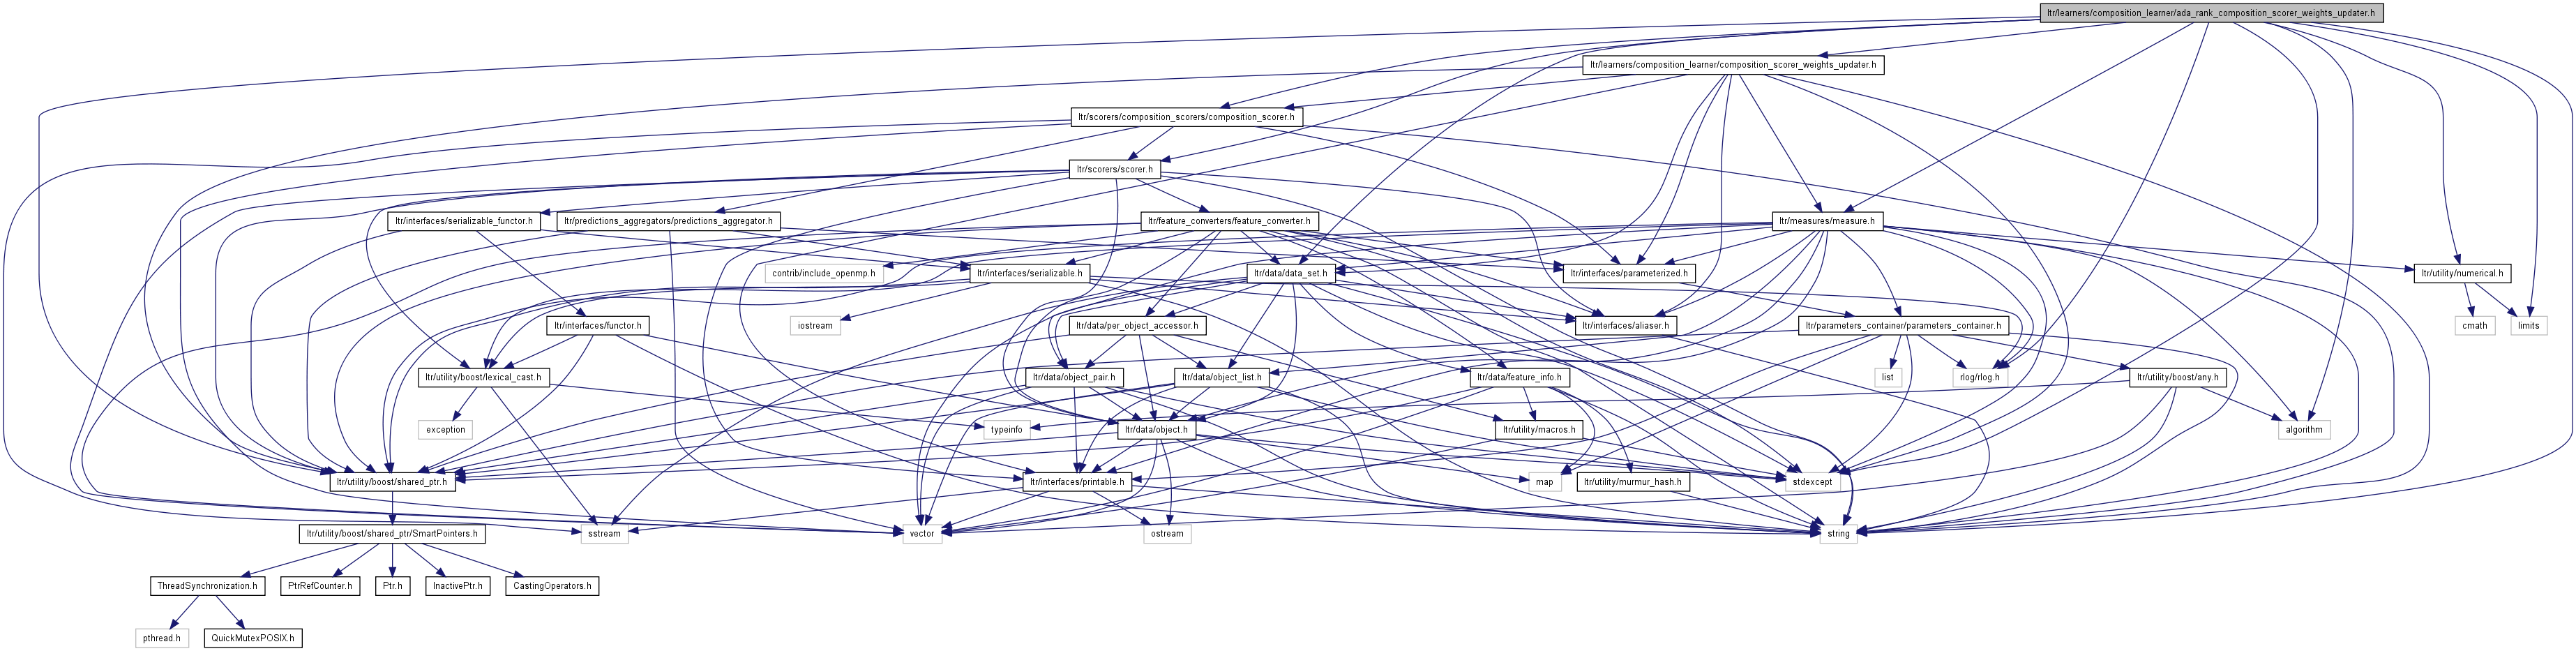 ltr/learners/composition_learner/ada_rank_composition_scorer_weights_updater.h
ltr/learners/composition_learner/composition_scorer_weights_updater.h
ltr/scorers/composition_scorers/composition_scorer.h
ltr/scorers/scorer.h
ltr/interfaces/serializable_functor.h
ltr/predictions_aggregators/predictions_aggregator.h
ltr/feature_converters/feature_converter.h
ltr/measures/measure.h
contrib/include_openmp.h
ltr/interfaces/serializable.h
ltr/data/data_set.h
ltr/interfaces/parameterized.h
ltr/utility/numerical.h
iostream
ltr/interfaces/functor.h
ltr/data/per_object_accessor.h
ltr/interfaces/aliaser.h
ltr/parameters_container/parameters_container.h
cmath
limits
ltr/utility/boost/lexical_cast.h
ltr/data/object_pair.h
ltr/data/object_list.h
ltr/data/feature_info.h
list
rlog/rlog.h
ltr/utility/boost/any.h
exception
typeinfo
ltr/data/object.h
ltr/utility/macros.h
algorithm
ltr/utility/boost/shared_ptr.h
ltr/interfaces/printable.h
map
ltr/utility/murmur_hash.h
stdexcept
ltr/utility/boost/shared_ptr/SmartPointers.h
sstream
vector
ostream
string
ThreadSynchronization.h
PtrRefCounter.h
Ptr.h
InactivePtr.h
CastingOperators.h
pthread.h
QuickMutexPOSIX.h